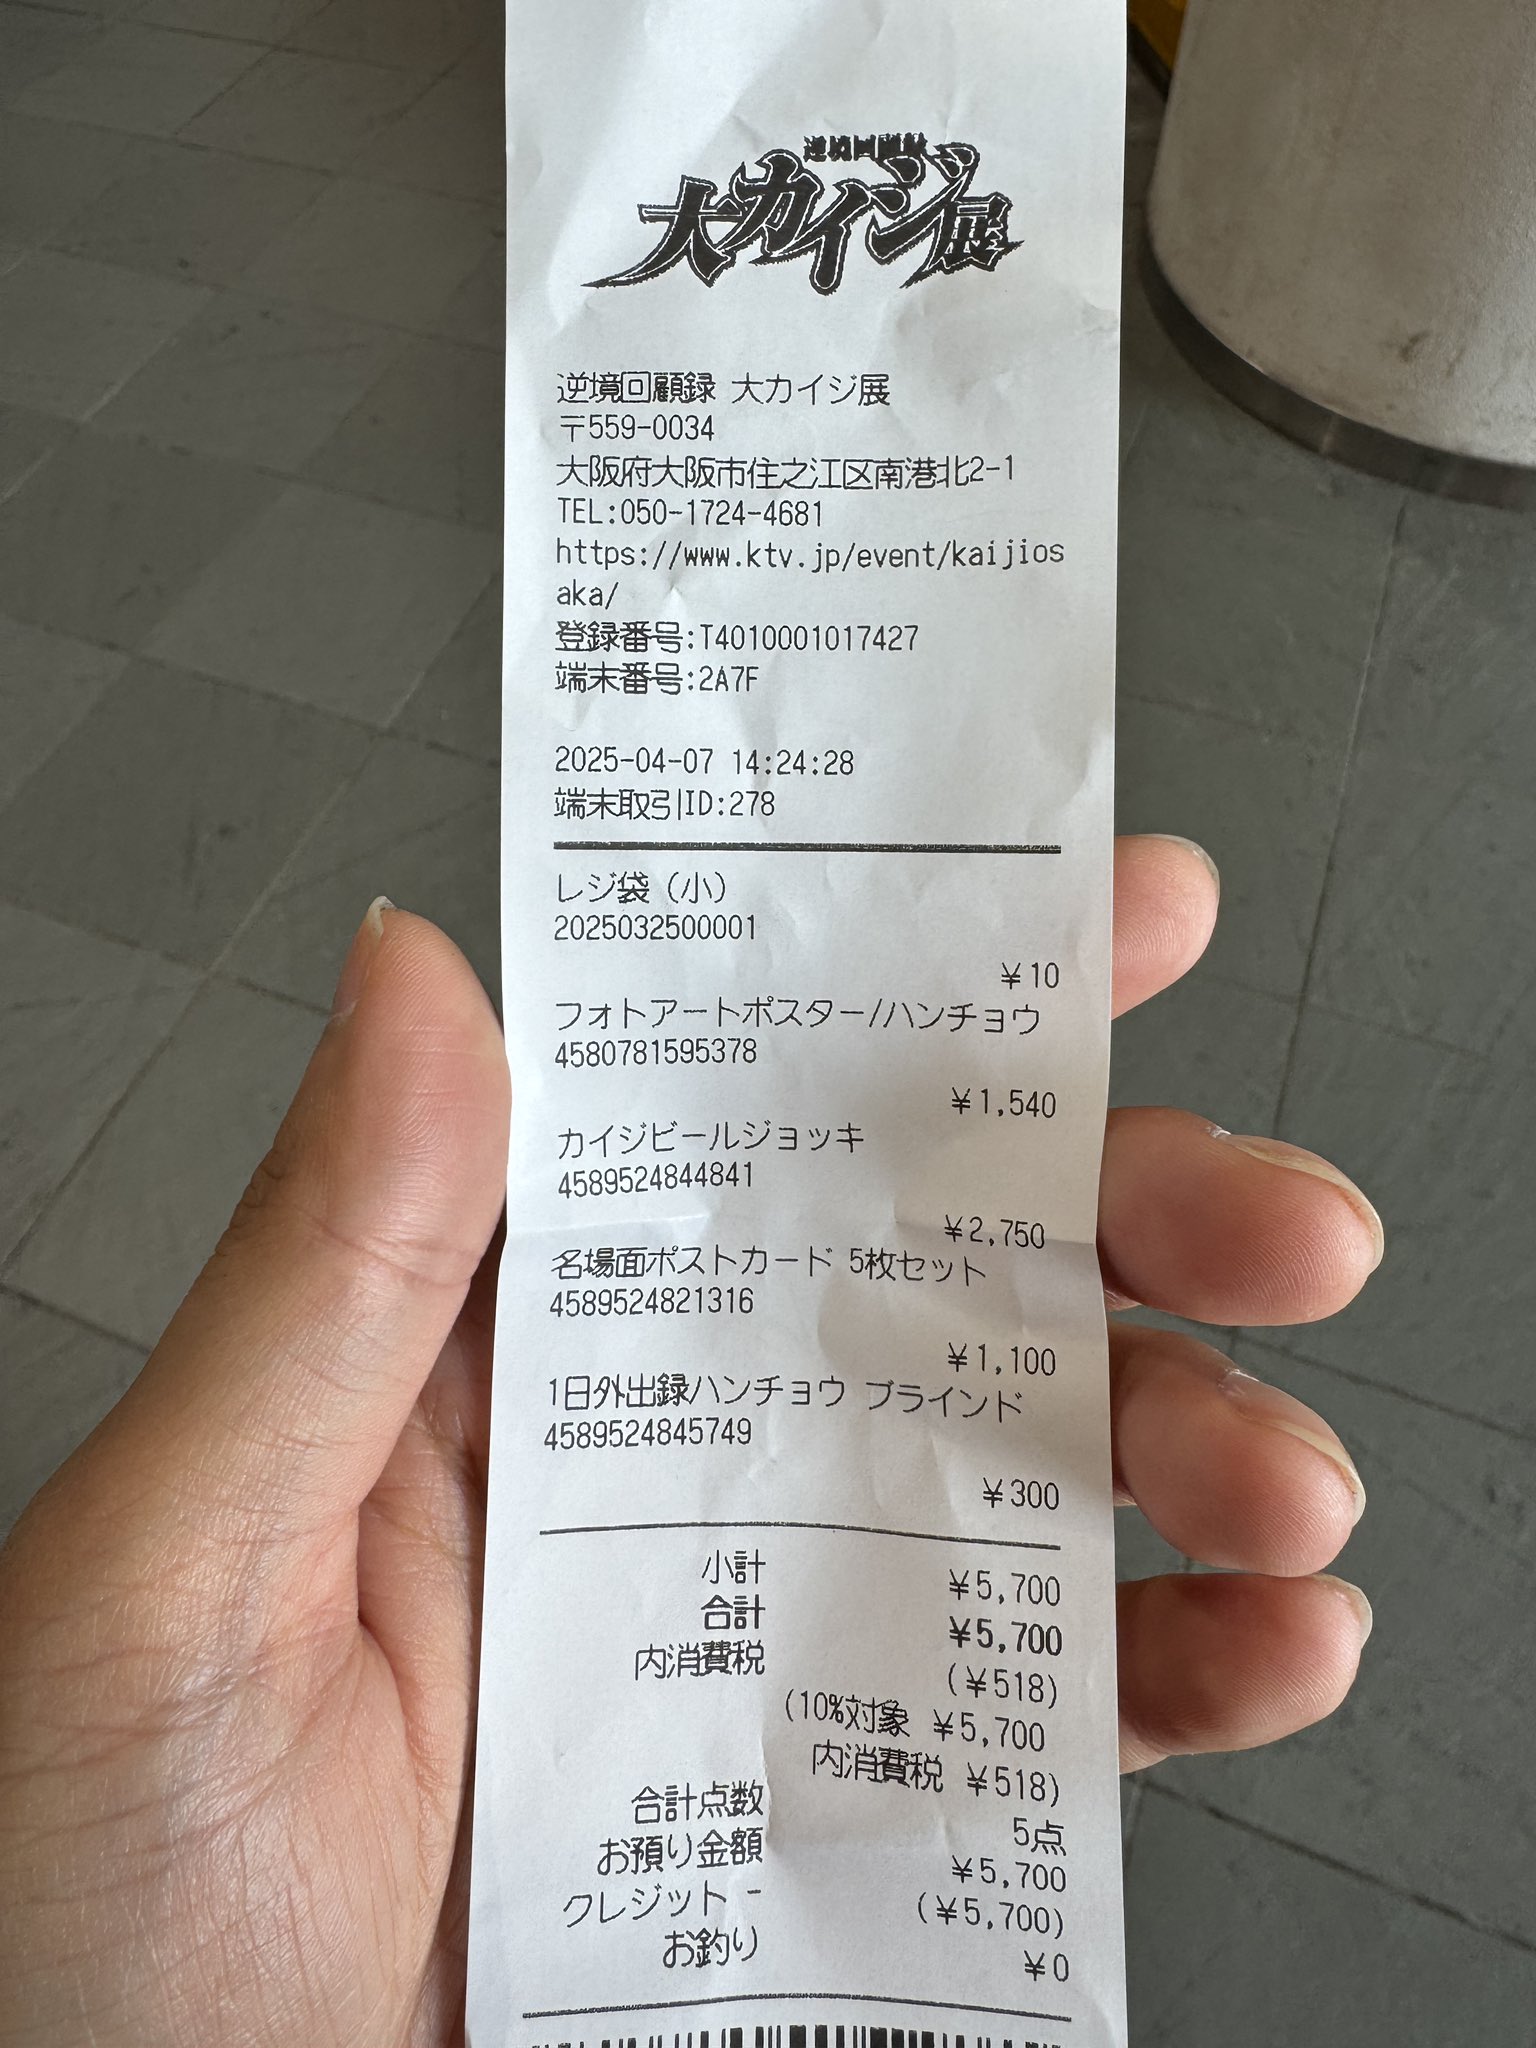 逆境回顧録
大カイジ展
逆境回顧録 大カイジ展
〒559-0034
大阪府大阪市住之江区南港北2-1
TEL:050-1724-4681
https://www.ktv.jp/event/kaijios
aka/
登録番号:T4010001017427
端末番号:2A7F
2025-04-07 14:24:28
端末取引ID:278
レジ袋（小）
2025032500001
¥10
フォトアートポスター/ハンチョウ
4580781595378
¥1,540
カイジビールジョッキ
4589524844841
¥2,750
名場面ポストカード 5枚セット
4589524821316
¥1,100
1日外出録ハンチョウ ブラインド
4589524845749
¥300
小計 ¥5,700
合計 ¥5,700
内消費税 (¥518)
(10%対象 ¥5,700
内消費税 ¥518)
合計点数 5点
お預り金額 ¥5,700
クレジット - (¥5,700)
お釣り ¥0